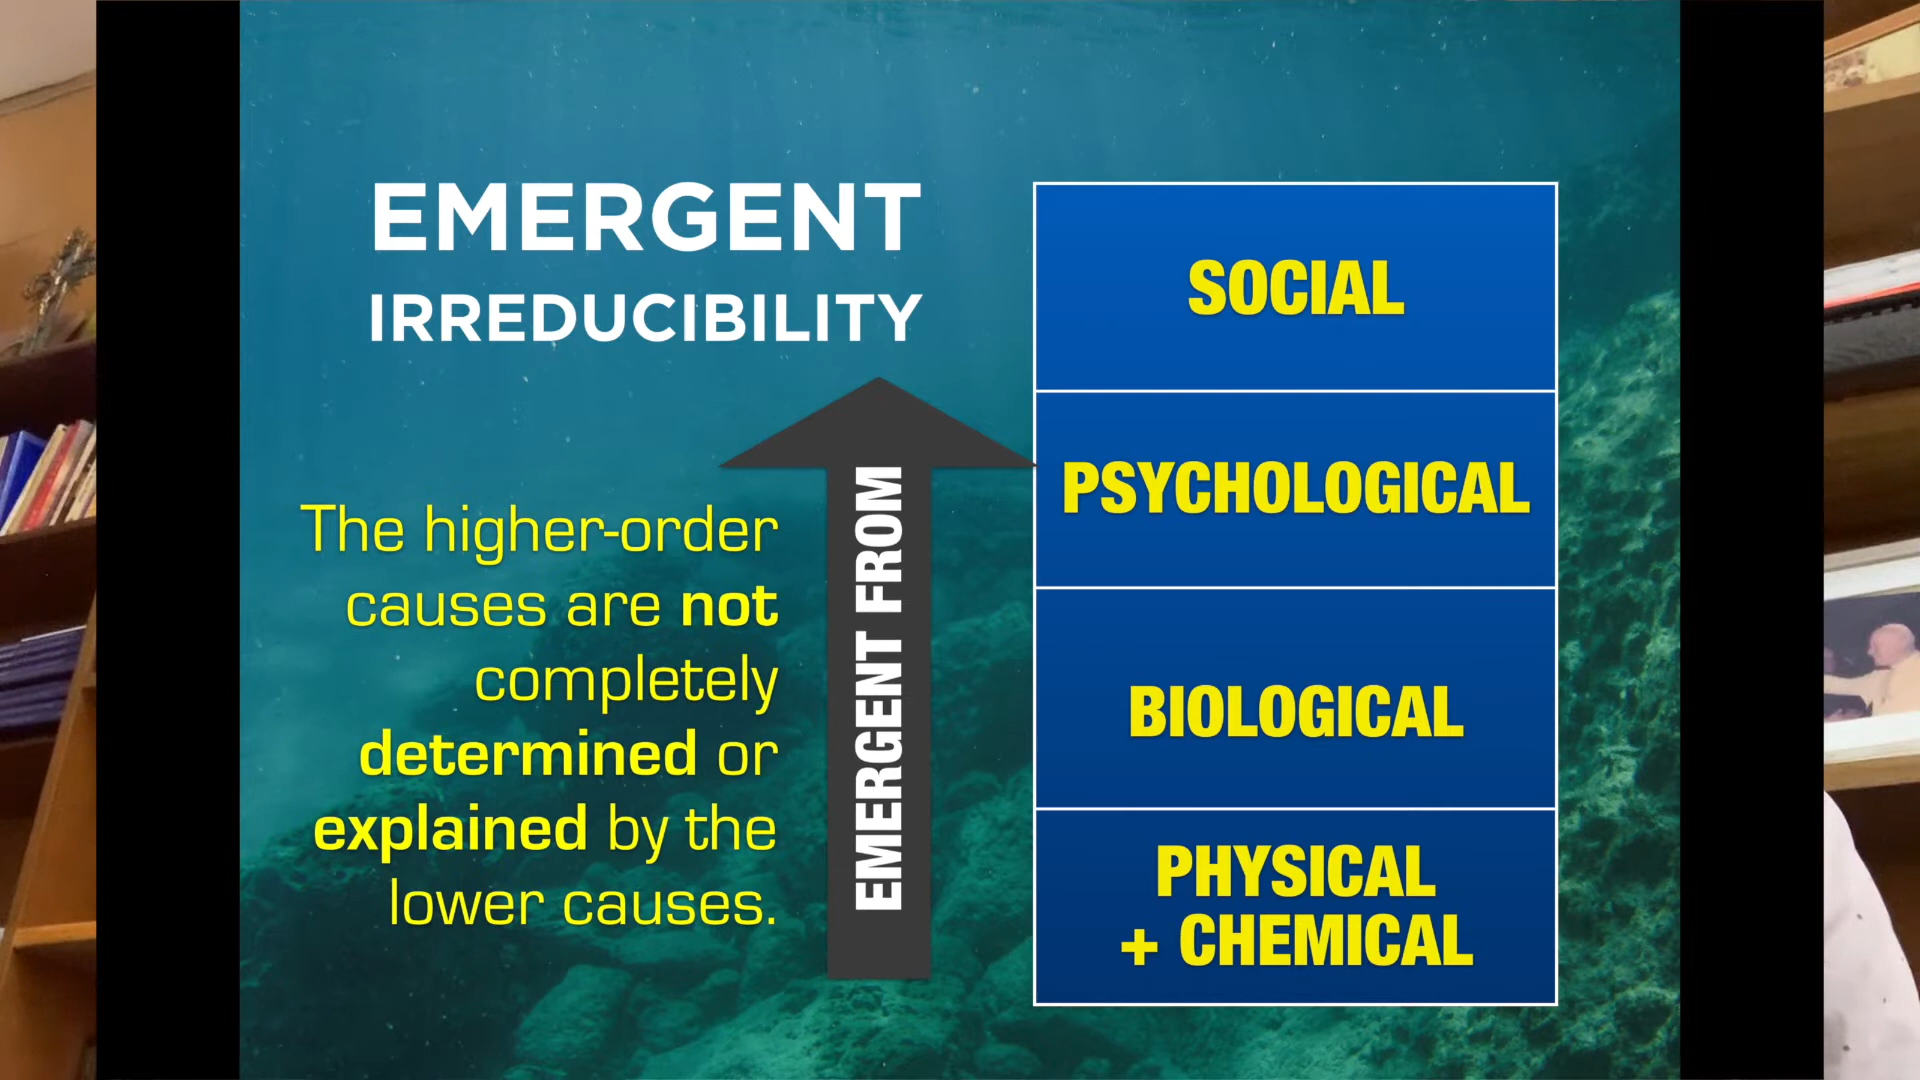 EMERGENT
IRREDUCIBILITY
The higher-order
causes are not
completely
determined or
explained by the
lower causes.
EMERGENT FROM
SOCIAL
PSYCHOLOGICAL
BIOLOGICAL
PHYSICAL
+ CHEMICAL